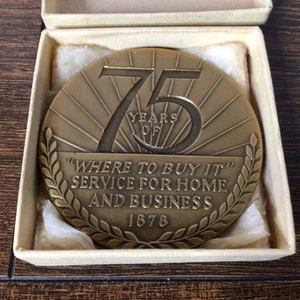 75
YEARS
OF
"WHERE TO BUY IT"
SERVICE FOR HOME
AND BUSINESS
1878